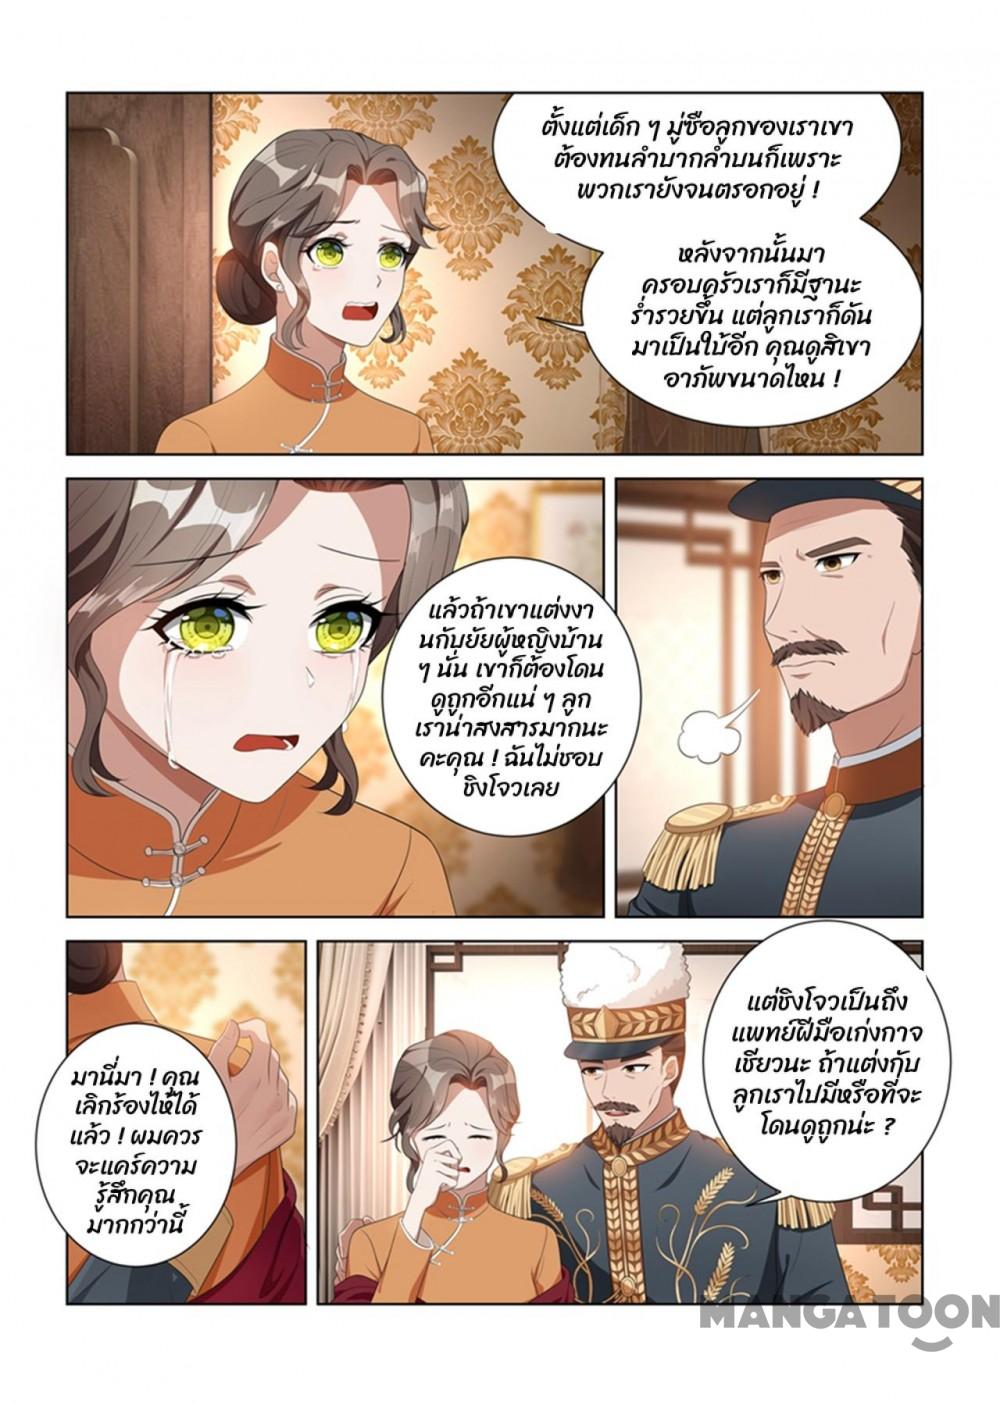 ตั้งแต่เด็ก ๆ มู่ซือลูกของเราเขา
ต้องทนลำบากลำบนก็เพราะ
พวกเรายังจนตรอกอยู่ !
หลังจากนั้นมา
ครอบครัวเราก็มีฐานะ
ร่ำรวยขึ้น แต่ลูกเราก็ดัน
มาเป็นใบ้อีก คุณดูสิเขา
อาภัพขนาดไหน !
แล้วถ้าเขาแต่งงา
นกับยัยผู้หญิงบ้าน
ๆ นั่น เขาก็ต้องโดน
ดูถูกอีกแน่ ๆ ลูก
เราน่าสงสารมากนะ
คะคุณ ! ฉันไม่ชอบ
ชิงโจวเลย
มานี่มา ! คุณ
เลิกร้องไห้ได้
แล้ว ! ผมควร
จะแคร์ความ
รู้สึกคุณ
มากกว่านี้
แต่ชิงโจวเป็นถึง
แพทย์ฝีมือเก่งกาจ
เชียวนะ ถ้าแต่งกับ
ลูกเราไปมีหรือที่จะ
โดนดูถูกน่ะ ?
MANGATOON